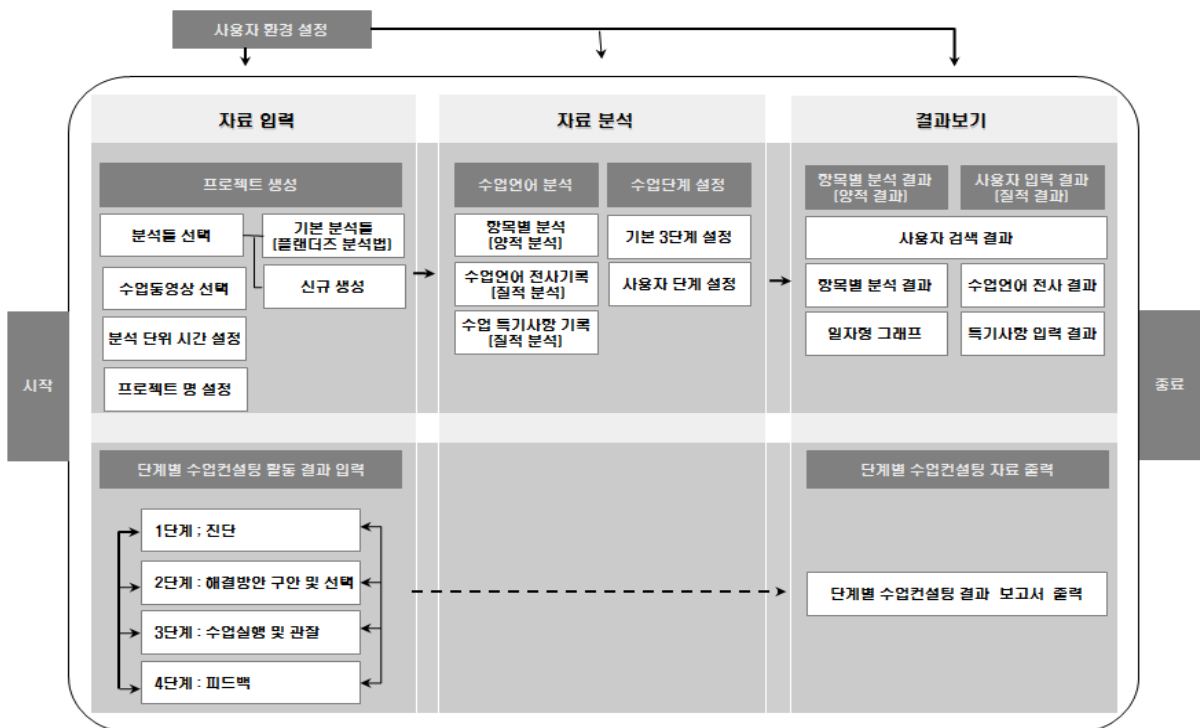 사용자 환경 설정
자료 입력
자료 분석
결과보기
프로젝트 생성
분석틀 선택
기본 분석틀
(플랜더즈 분석법)
수업동영상 선택
신규 생성
분석 단위 시간 설정
프로젝트 명 설정
수업언어 분석
수업단계 설정
항목별 분석
(양적 분석)
기본 3단계 설정
수업언어 전사기록
(질적 분석)
사용자 단계 설정
수업 특기사항 기록
(질적 분석)
항목별 분석 결과
(양적 결과)
사용자 입력 결과
(질적 결과)
사용자 검색 결과
항목별 분석 결과
수업언어 전사 결과
일자형 그래프
특기사항 입력 결과
시작
종료
단계별 수업컨설팅 활동 결과 입력
1단계 ; 진단
2단계 : 해결방안 구안 및 선택
3단계 : 수업실행 및 관찰
4단계 : 피드백
단계별 수업컨설팅 자료 출력
단계별 수업컨설팅 결과 보고서 출력